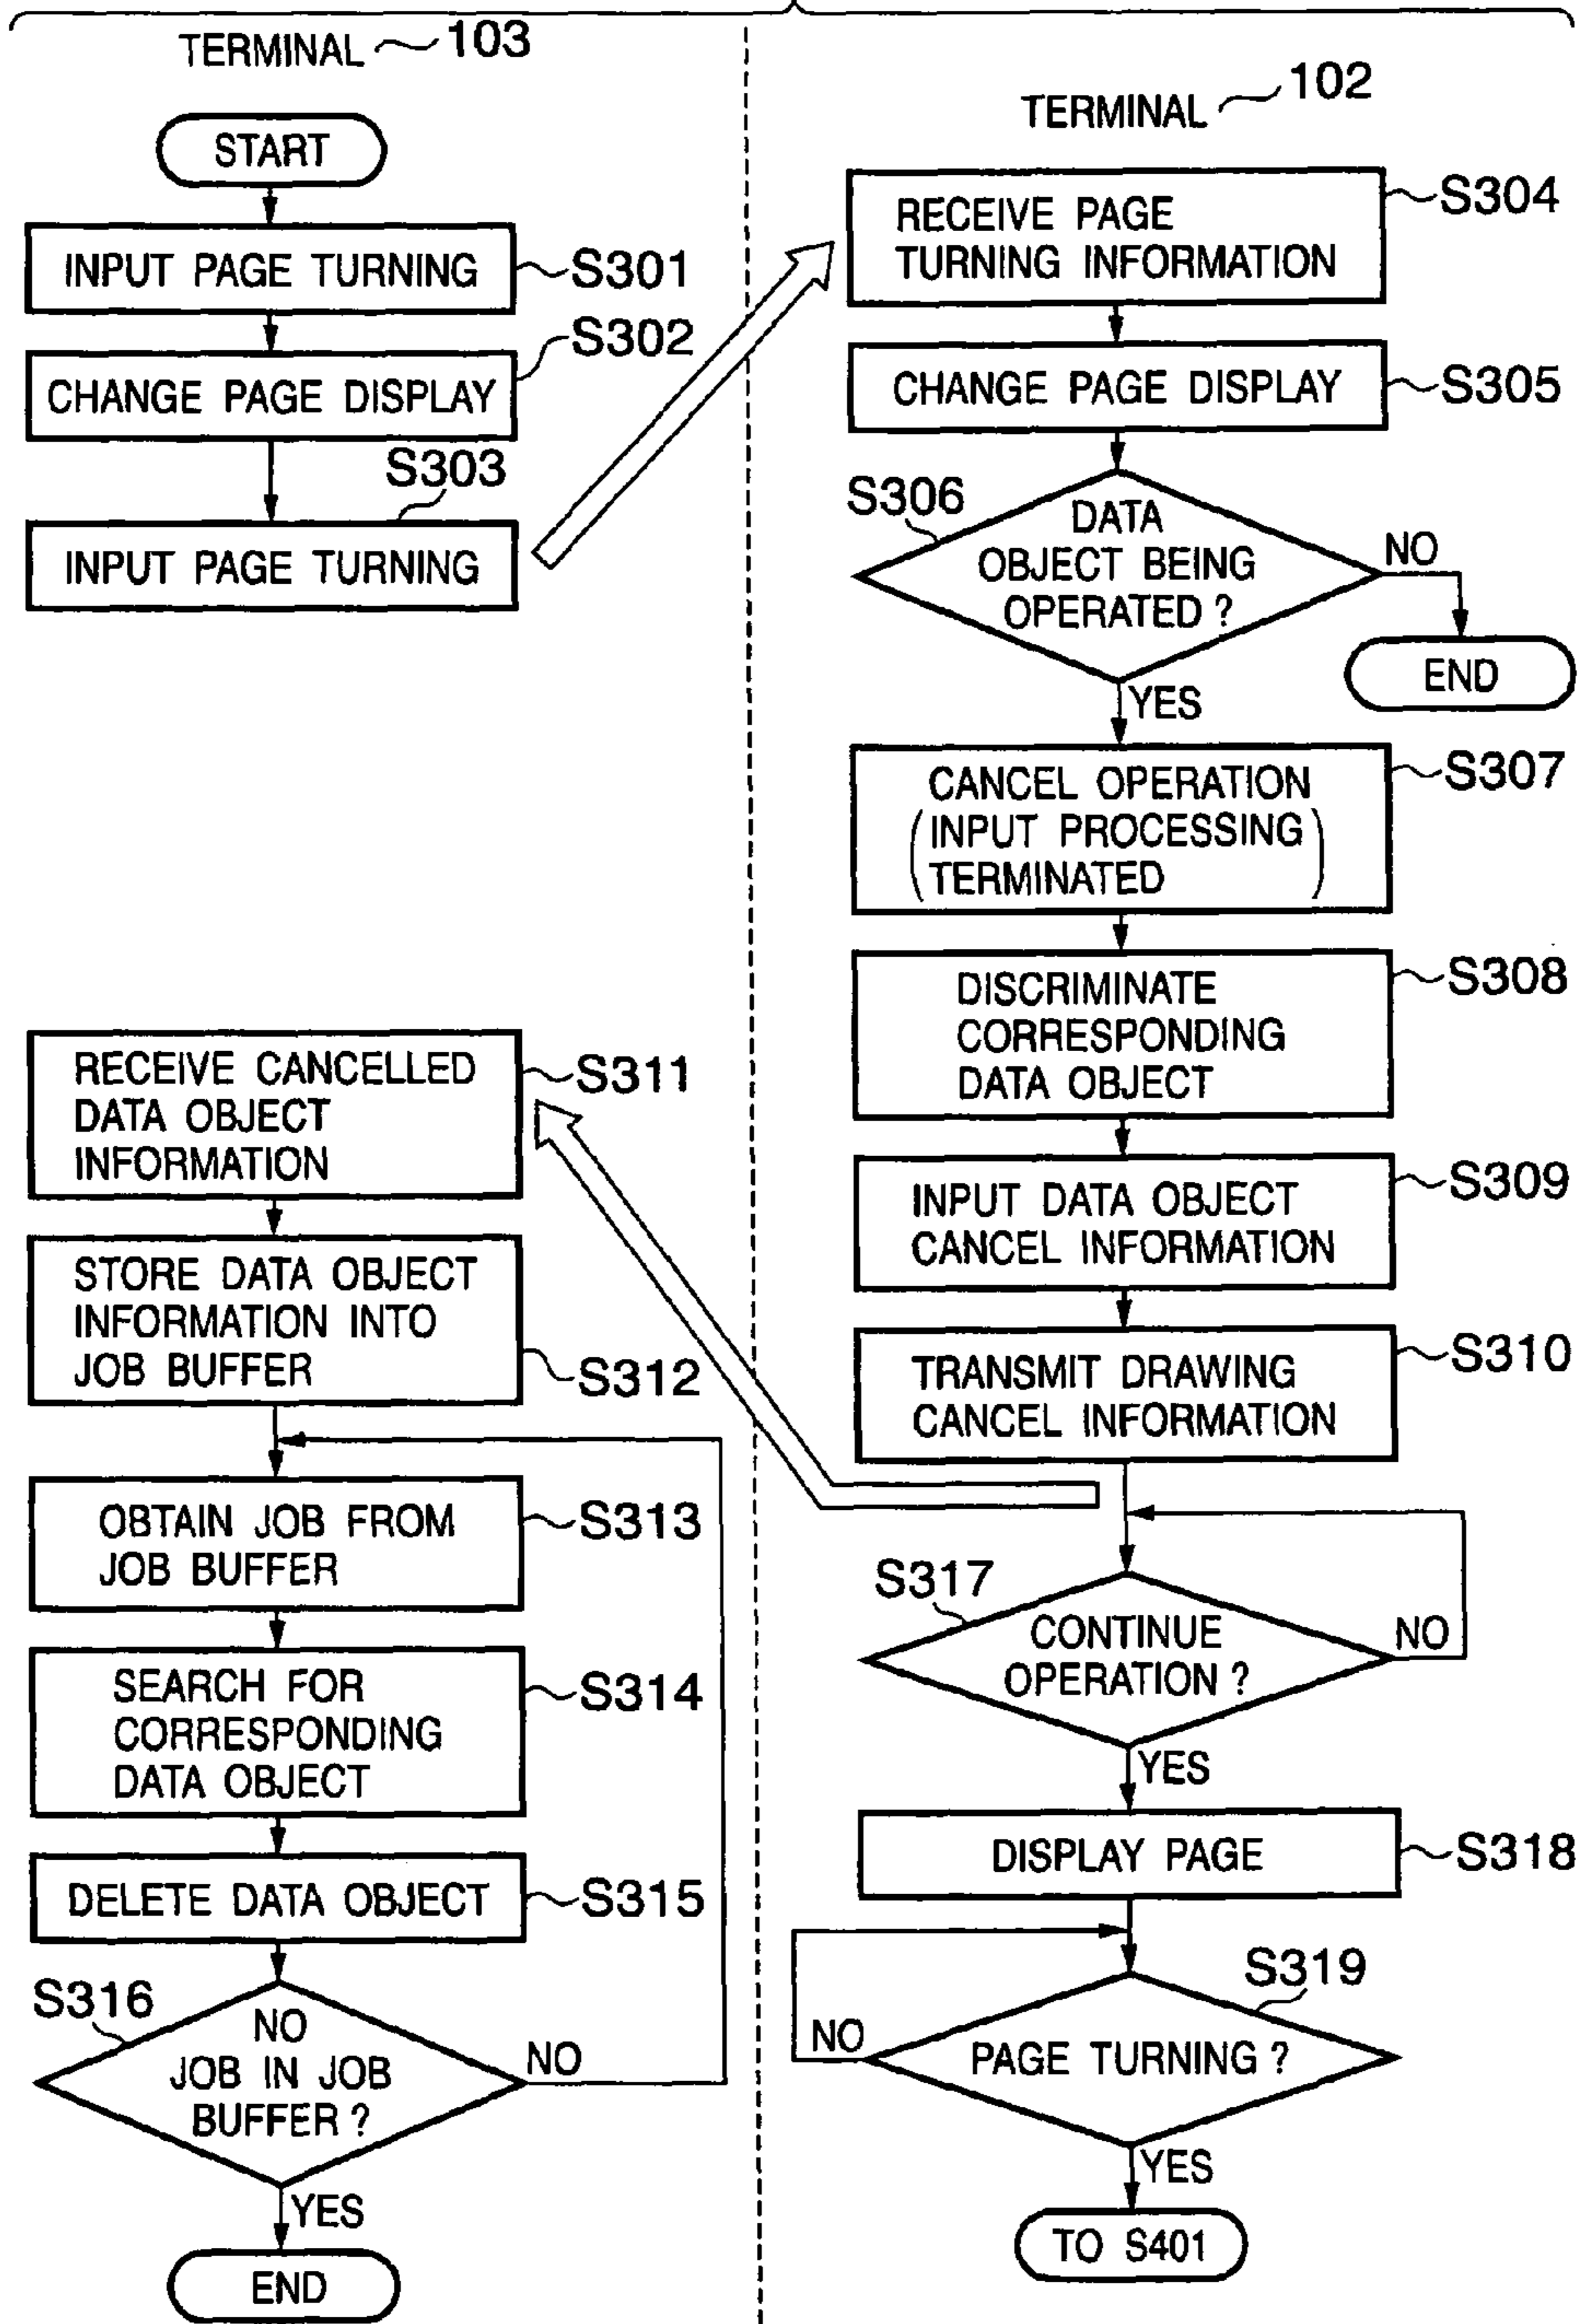 TERMINAL 103
START
INPUT PAGE TURNING
S301
S302
CHANGE PAGE DISPLAY
S303
INPUT PAGE TURNING
RECEIVE CANCELLED
DATA OBJECT
INFORMATION
S311
STORE DATA OBJECT
INFORMATION INTO
JOB BUFFER
S312
OBTAIN JOB FROM
JOB BUFFER
S313
SEARCH FOR
CORRESPONDING
DATA OBJECT
S314
DELETE DATA OBJECT
S315
S316
NO
JOB IN JOB
BUFFER ?
NO
YES
END
TERMINAL 102
RECEIVE PAGE
TURNING INFORMATION
S304
CHANGE PAGE DISPLAY
S305
S306
DATA
OBJECT BEING
OPERATED ?
NO
END
YES
CANCEL OPERATION
(INPUT PROCESSING
TERMINATED)
S307
DISCRIMINATE
CORRESPONDING
DATA OBJECT
S308
INPUT DATA OBJECT
CANCEL INFORMATION
S309
TRANSMIT DRAWING
CANCEL INFORMATION
S310
S317
CONTINUE
OPERATION ?
NO
YES
DISPLAY PAGE
S318
S319
PAGE TURNING ?
NO
YES
TO S401